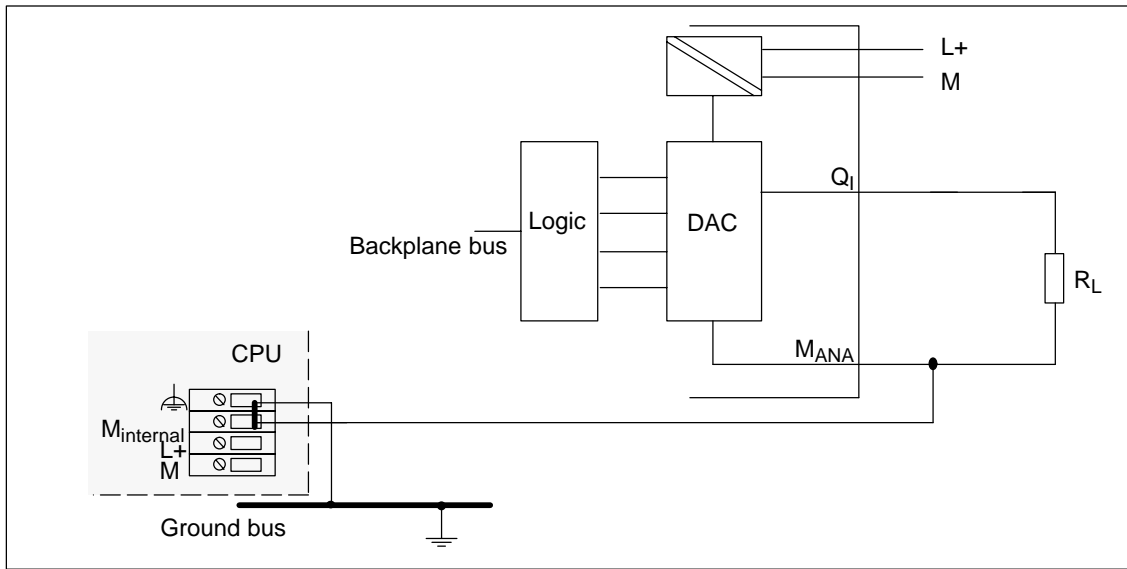 L+
M
Q_I
Logic
DAC
Backplane bus
R_L
M_ANA
CPU
M_internal
L+
M
Ground bus